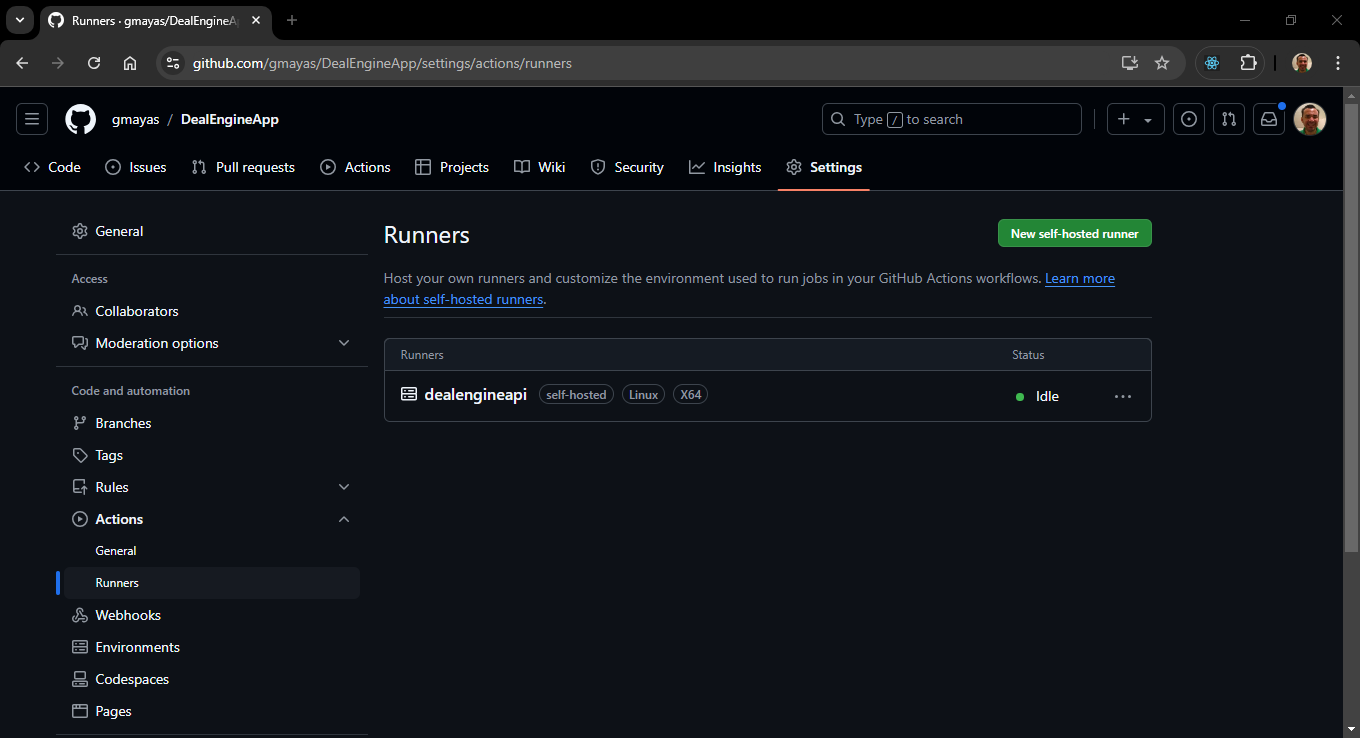 Runners · gmayas/DealEngineA
github.com/gmayas/DealEngineApp/settings/actions/runners
gmayas / DealEngineApp
Type / to search
Code
Issues
Pull requests
Actions
Projects
Wiki
Security
Insights
Settings
General
Access
Collaborators
Moderation options
Code and automation
Branches
Tags
Rules
Actions
General
Runners
Webhooks
Environments
Codespaces
Pages
Runners
New self-hosted runner
Host your own runners and customize the environment used to run jobs in your GitHub Actions workflows. Learn more
about self-hosted runners.
Runners Status
dealengineapi self-hosted Linux X64 Idle